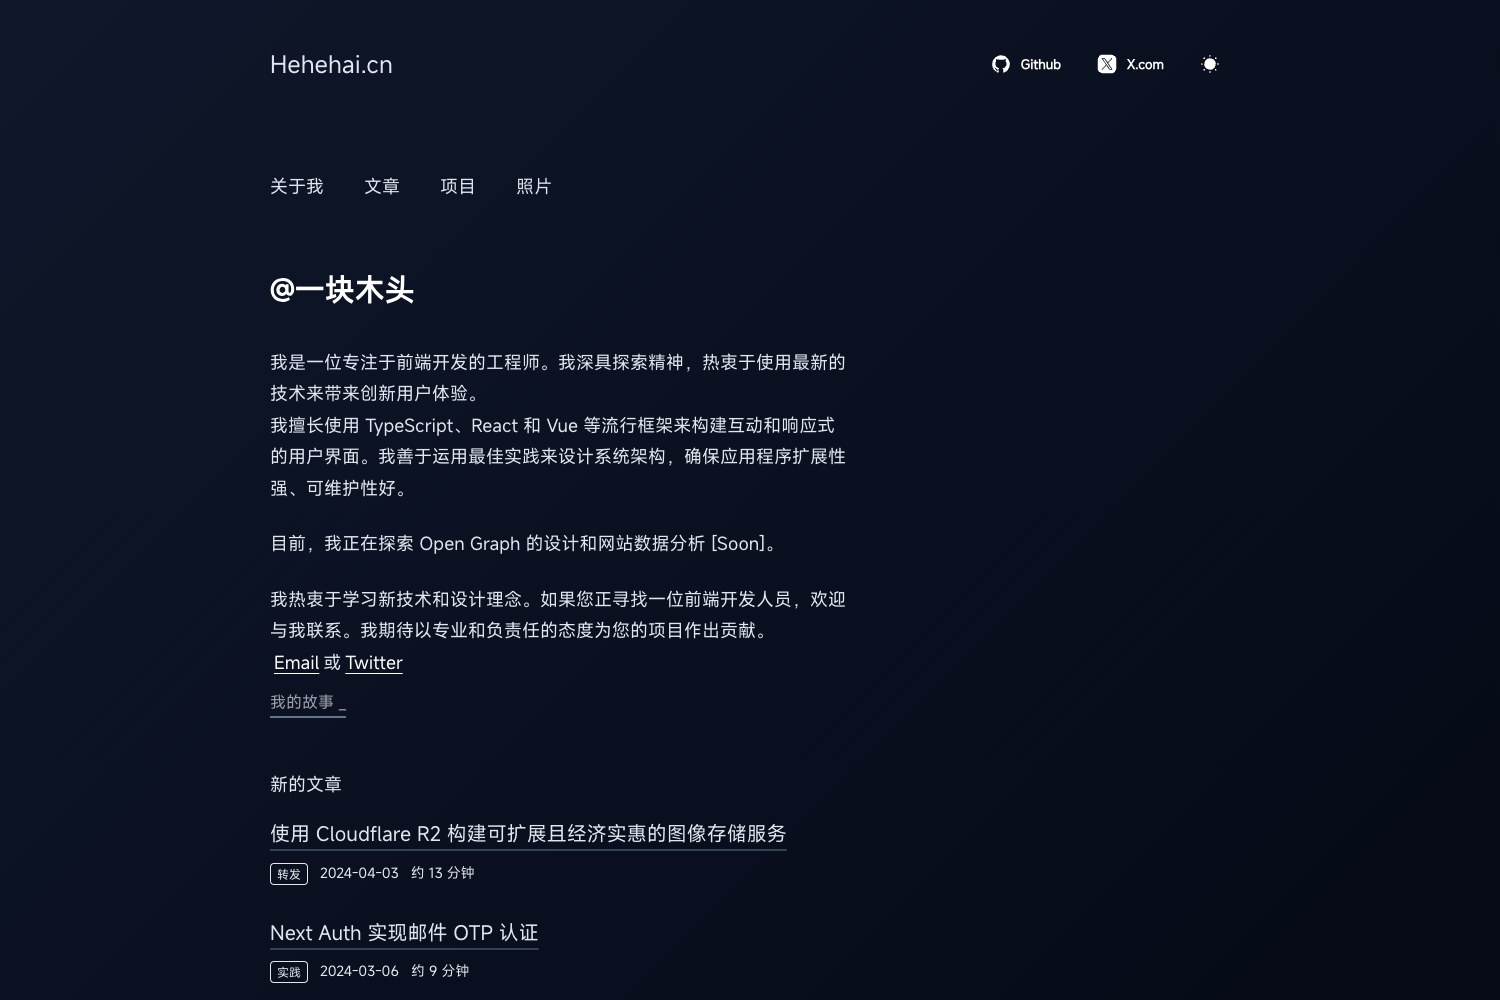 Hehehai.cn
Github
X.com
关于我
文章
项目
照片
@一块木头
我是一位专注于前端开发的工程师。我深具探索精神，热衷于使用最新的
技术来带来创新用户体验。
我擅长使用 TypeScript、React 和 Vue 等流行框架来构建互动和响应式
的用户界面。我善于运用最佳实践来设计系统架构，确保应用程序扩展性
强、可维护性好。
目前，我正在探索 Open Graph 的设计和网站数据分析 [Soon]。
我热衷于学习新技术和设计理念。如果您正寻找一位前端开发人员，欢迎
与我联系。我期待以专业和负责任的态度为您的项目作出贡献。
Email 或 Twitter
我的故事 _
新的文章
使用 Cloudflare R2 构建可扩展且经济实惠的图像存储服务
转发 2024-04-03 约 13 分钟
Next Auth 实现邮件 OTP 认证
实践 2024-03-06 约 9 分钟